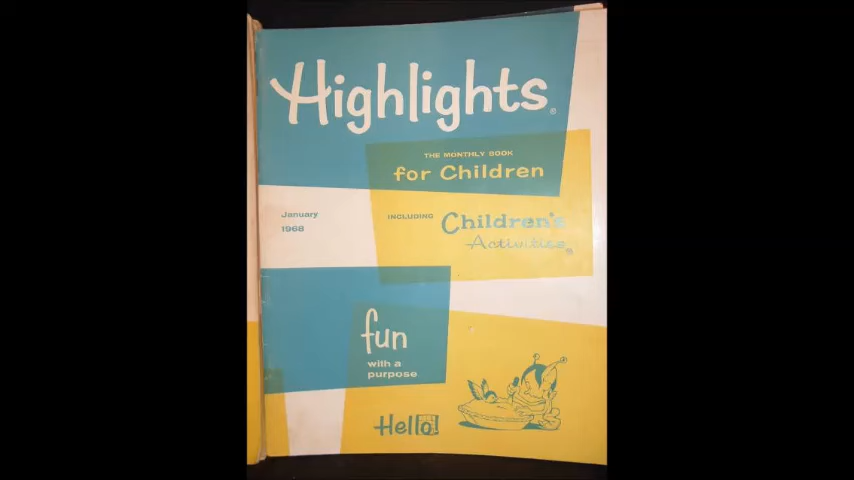 Highlights®
THE MONTHLY BOOK
for Children
January
1968
INCLUDING Children's
Activities®
fun
with a
purpose
Hello!